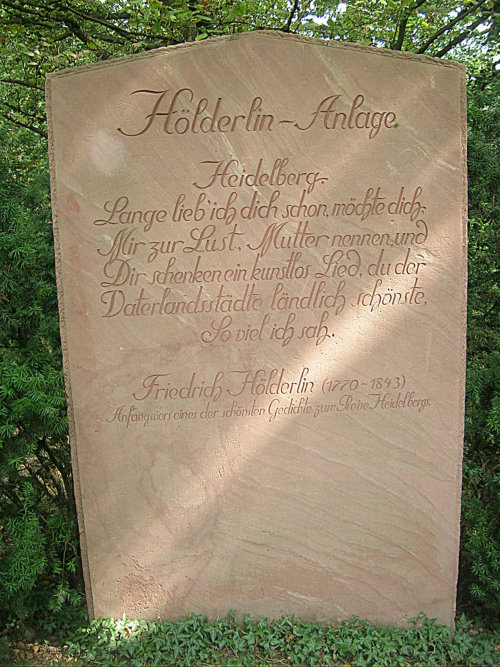 Hölderlin-Anlage
Heidelberg.
Lange lieb' ich dich schon, möchte dich,
Mir zur Lust, Mutter nennen, und
Dir schenken ein kunstlos Lied, du der
Vaterlandsstädte ländlich schönste,
So viel ich sah.
Friedrich Hölderlin (1770-1843)
Anfangsvers eines der schönsten Gedichte zum Preise Heidelbergs.